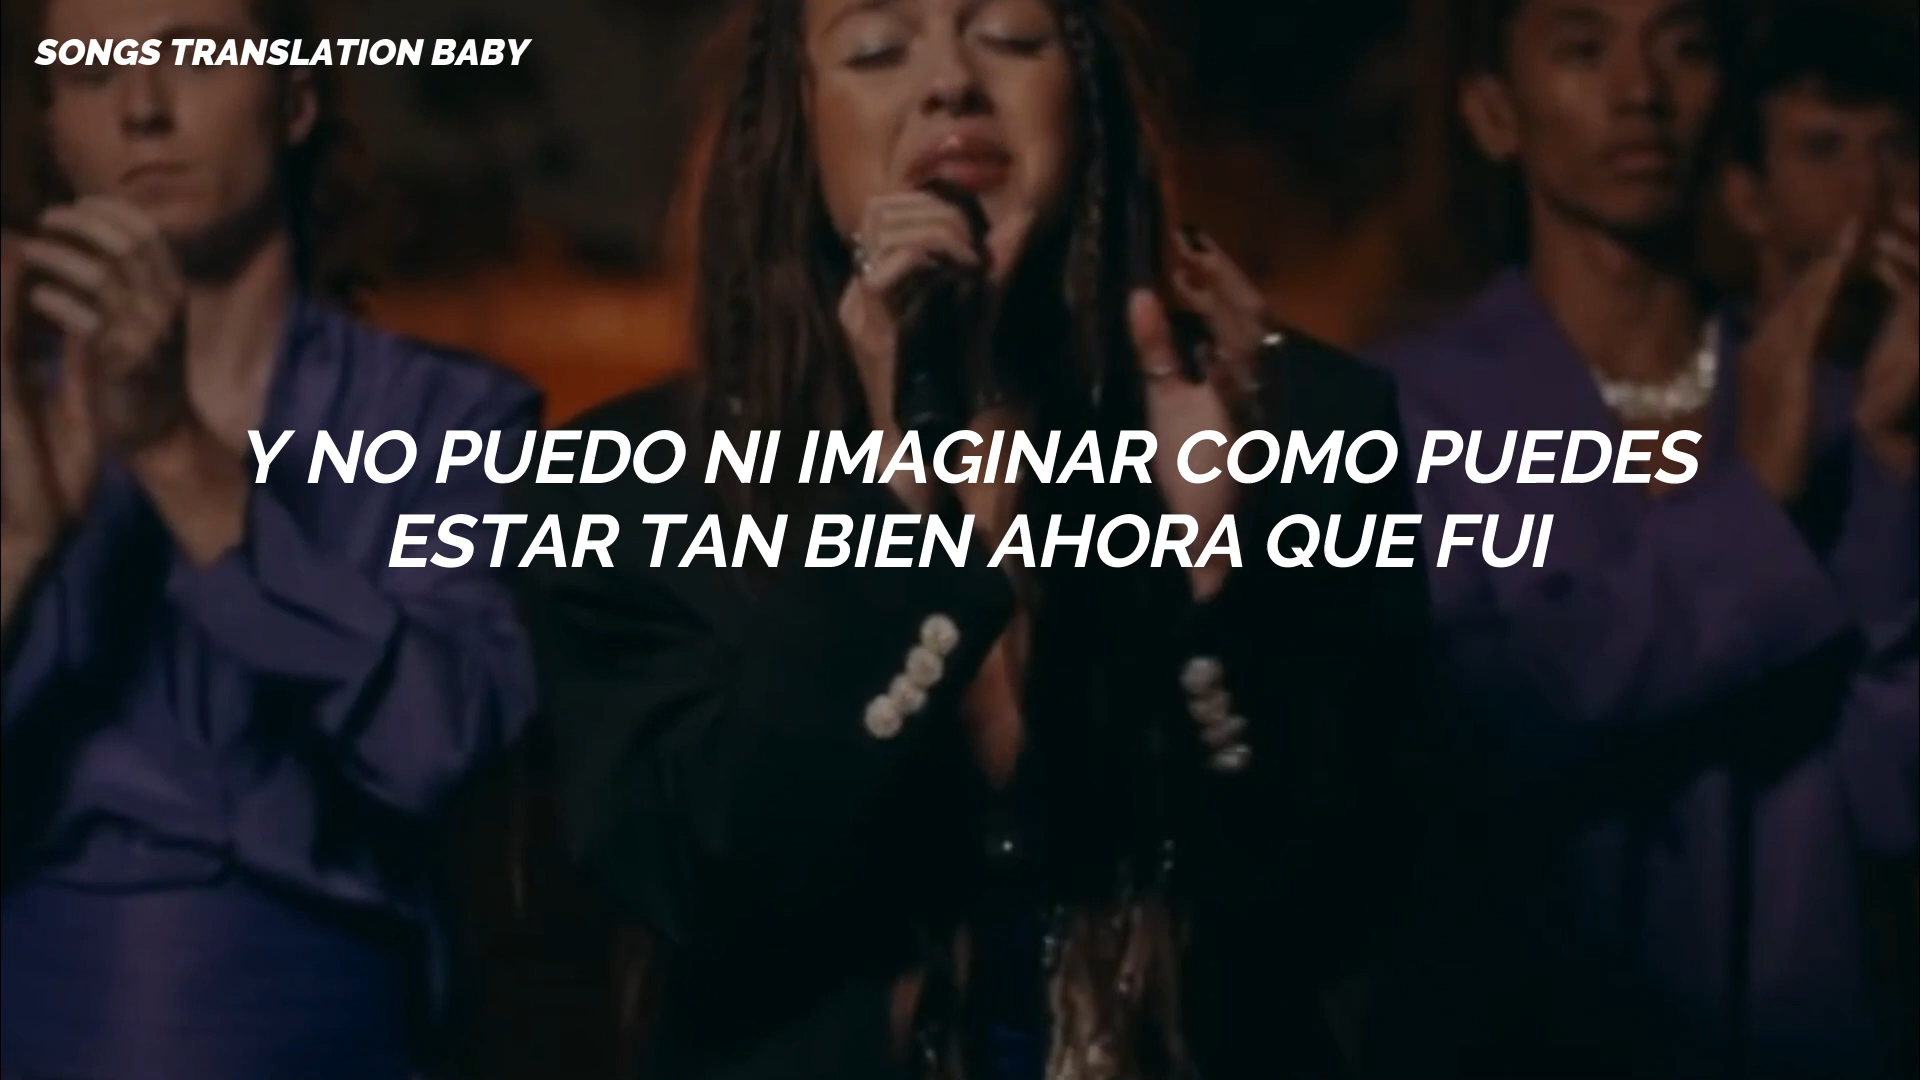 SONGS TRANSLATION BABY
Y NO PUEDO NI IMAGINAR COMO PUEDES
ESTAR TAN BIEN AHORA QUE FUI